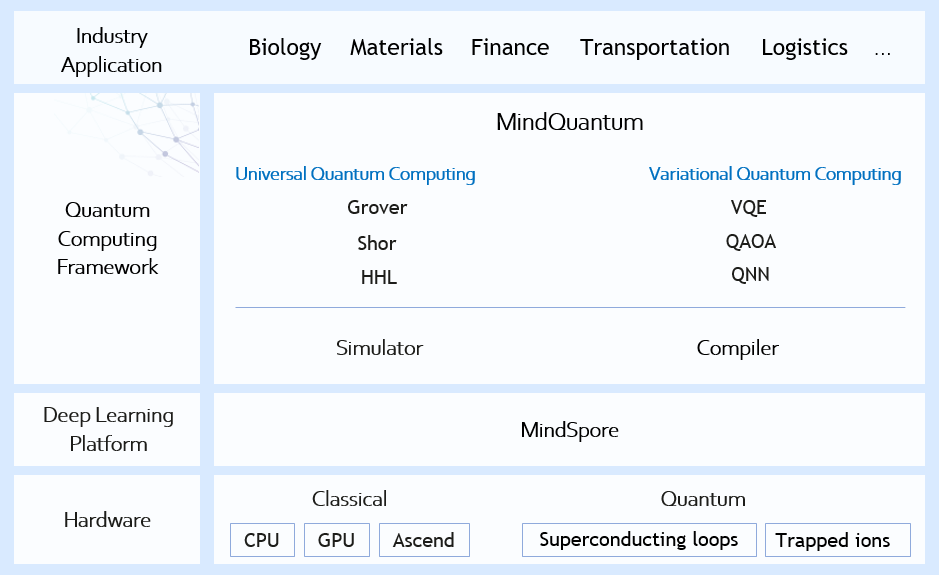 Industry
Application
Biology Materials Finance Transportation Logistics ...
Quantum
Computing
Framework
MindQuantum
Universal Quantum Computing
Grover
Shor
HHL
Variational Quantum Computing
VQE
QAOA
QNN
Simulator
Compiler
Deep Learning
Platform
MindSpore
Hardware
Classical
CPU GPU Ascend
Quantum
Superconducting loops Trapped ions